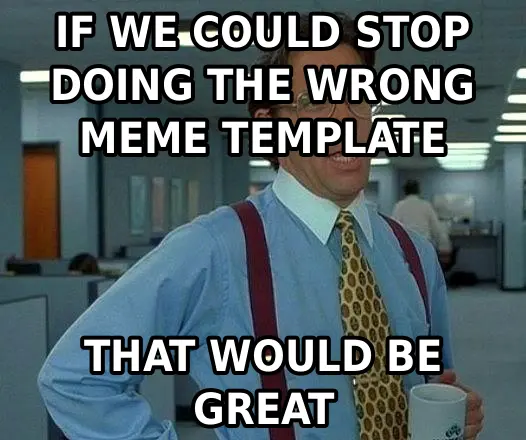 IF WE COULD STOP
DOING THE WRONG
MEME TEMPLATE
THAT WOULD BE
GREAT